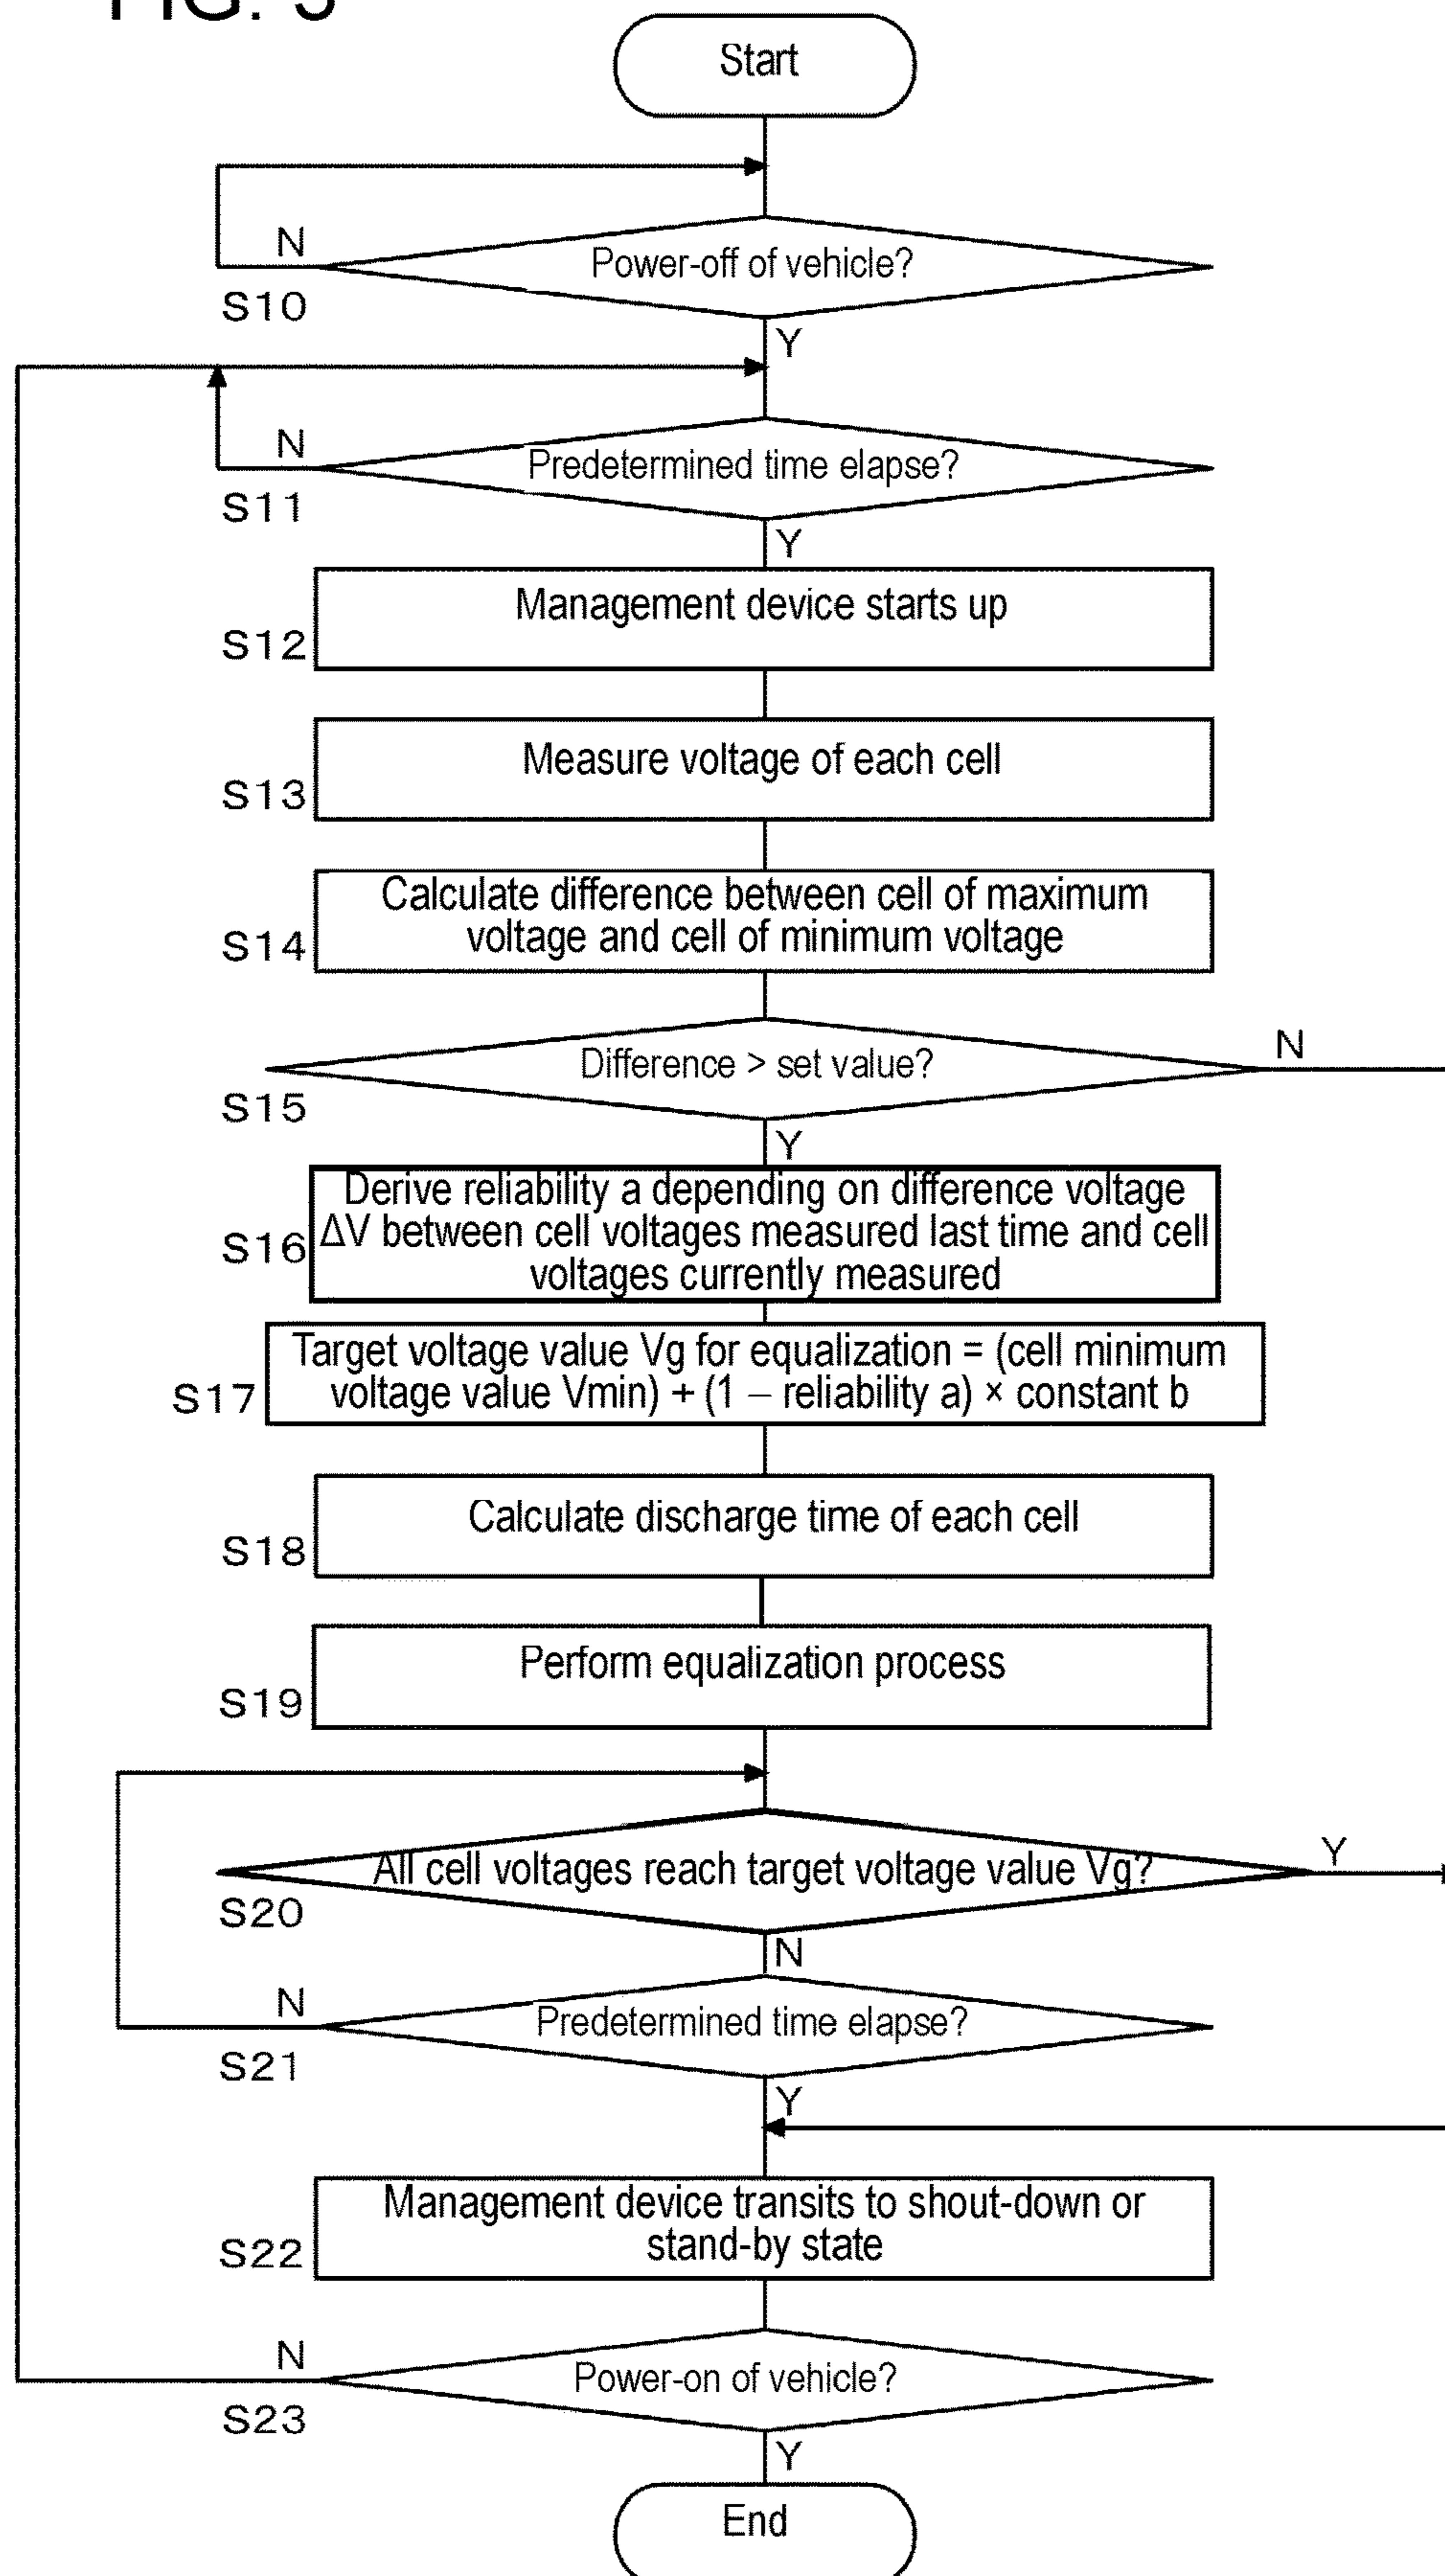 Start
N
Power-off of vehicle?
S10
Y
N
Predetermined time elapse?
S11
Y
Management device starts up
S12
Measure voltage of each cell
S13
Calculate difference between cell of maximum
voltage and cell of minimum voltage
S14
Difference > set value?
N
S15
Y
Derive reliability a depending on difference voltage
ΔV between cell voltages measured last time and cell
voltages currently measured
S16
Target voltage value Vg for equalization = (cell minimum
voltage value Vmin) + (1 – reliability a) × constant b
S17
Calculate discharge time of each cell
S18
Perform equalization process
S19
All cell voltages reach target voltage value Vg?
Y
S20
N
N
Predetermined time elapse?
S21
Y
Management device transits to shout-down or
stand-by state
S22
N
Power-on of vehicle?
S23
Y
End